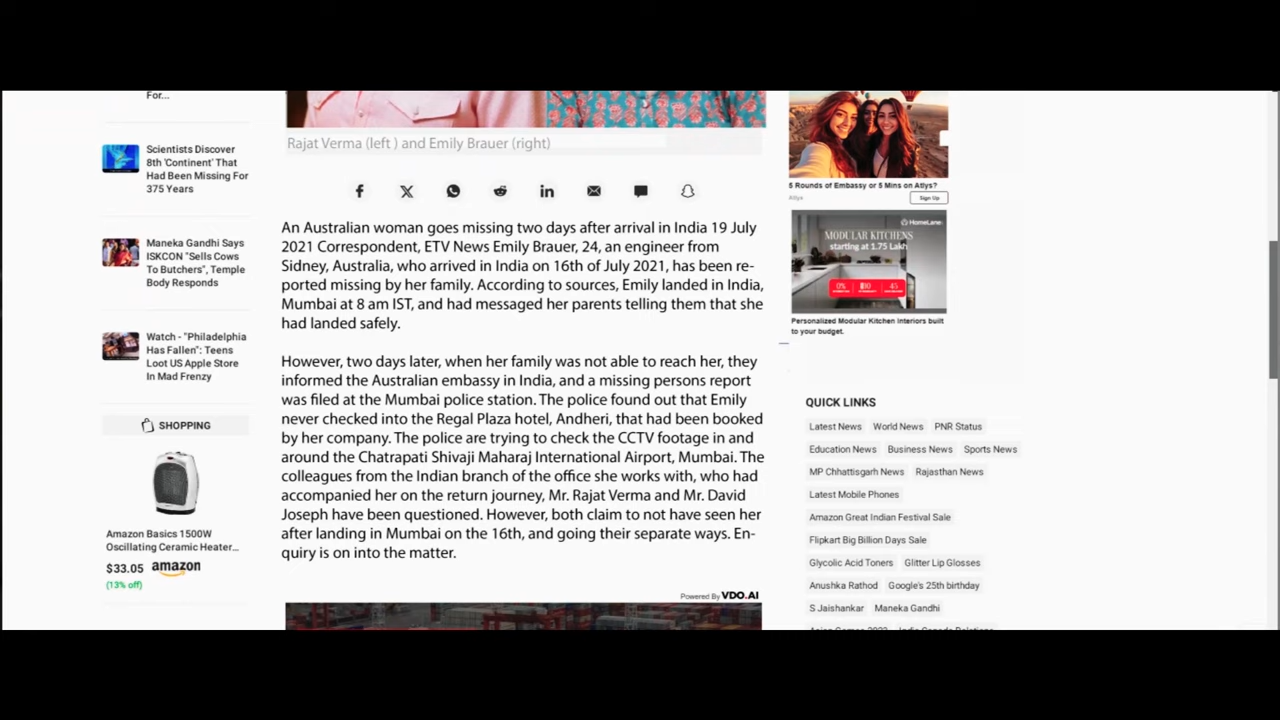 For...
Scientists Discover
8th 'Continent' That
Had Been Missing For
375 Years
Maneka Gandhi Says
ISKCON "Sells Cows
To Butchers", Temple
Body Responds
Watch - "Philadelphia
Has Fallen": Teens
Loot US Apple Store
In Mad Frenzy
SHOPPING
Amazon Basics 1500W
Oscillating Ceramic Heater...
$33.05 amazon
(13% off)
Rajat Verma (left ) and Emily Brauer (right)
An Australian woman goes missing two days after arrival in India 19 July
2021 Correspondent, ETV News Emily Brauer, 24, an engineer from
Sidney, Australia, who arrived in India on 16th of July 2021, has been re-
ported missing by her family. According to sources, Emily landed in India,
Mumbai at 8 am IST, and had messaged her parents telling them that she
had landed safely.
However, two days later, when her family was not able to reach her, they
informed the Australian embassy in India, and a missing persons report
was filed at the Mumbai police station. The police found out that Emily
never checked into the Regal Plaza hotel, Andheri, that had been booked
by her company. The police are trying to check the CCTV footage in and
around the Chatrapati Shivaji Maharaj International Airport, Mumbai. The
colleagues from the Indian branch of the office she works with, who had
accompanied her on the return journey, Mr. Rajat Verma and Mr. David
Joseph have been questioned. However, both claim to not have seen her
after landing in Mumbai on the 16th, and going their separate ways. En-
quiry is on into the matter.
Powered By VDO.AI
5 Rounds of Embassy or 5 Mins on Atlys?
Atlys
Sign Up
HomeLane
MODULAR KITCHENS
starting at 1.75 Lakh
0%
45
Personalized Modular Kitchen interiors built
to your budget.
QUICK LINKS
Latest News World News PNR Status
Education News Business News Sports News
MP Chhattisgarh News Rajasthan News
Latest Mobile Phones
Amazon Great Indian Festival Sale
Flipkart Big Billion Days Sale
Glycolic Acid Toners Glitter Lip Glosses
Anushka Rathod Google's 25th birthday
S Jaishankar Maneka Gandhi